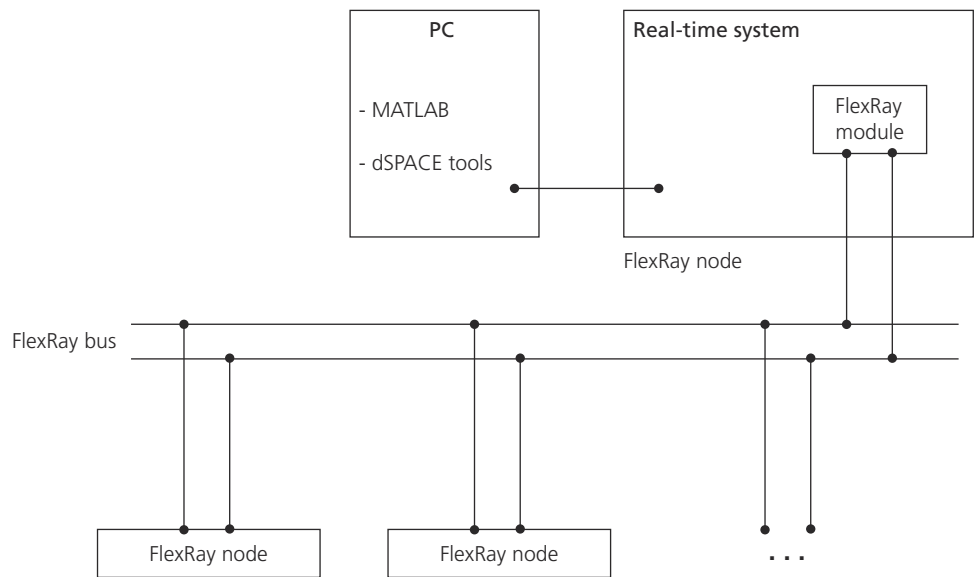 PC
Real-time system
- MATLAB
- dSPACE tools
FlexRay
module
FlexRay node
FlexRay bus
FlexRay node
FlexRay node
. . .